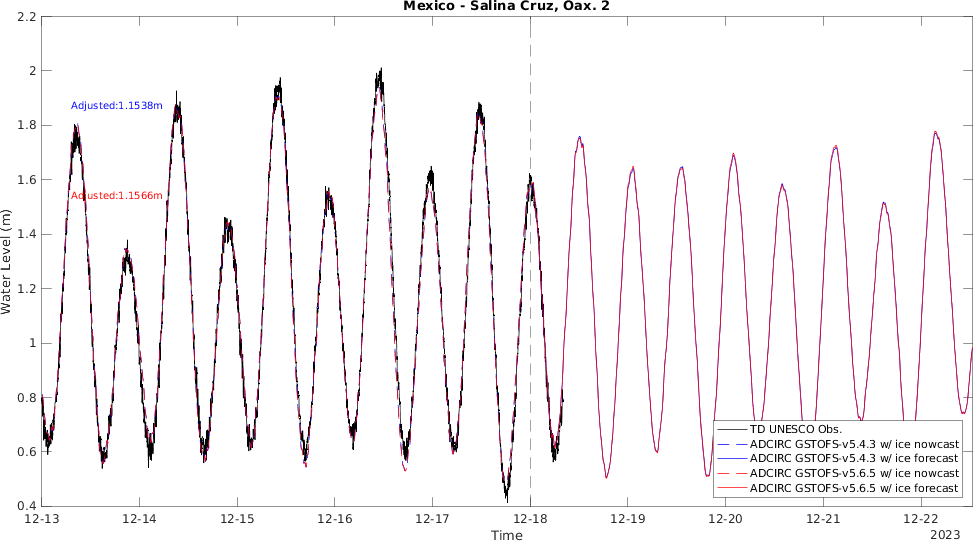 Mexico - Salina Cruz, Oax. 2
2.2
2
1.8
1.6
1.4
1.2
1
0.8
0.6
0.4
Water Level (m)
Adjusted:1.1538m
Adjusted:1.1566m
TD UNESCO Obs.
ADCIRC GSTOFS-v5.4.3 w/ ice nowcast
ADCIRC GSTOFS-v5.4.3 w/ ice forecast
ADCIRC GSTOFS-v5.6.5 w/ ice nowcast
ADCIRC GSTOFS-v5.6.5 w/ ice forecast
12-13 12-14 12-15 12-16 12-17 12-18 12-19 12-20 12-21 12-22
Time
2023